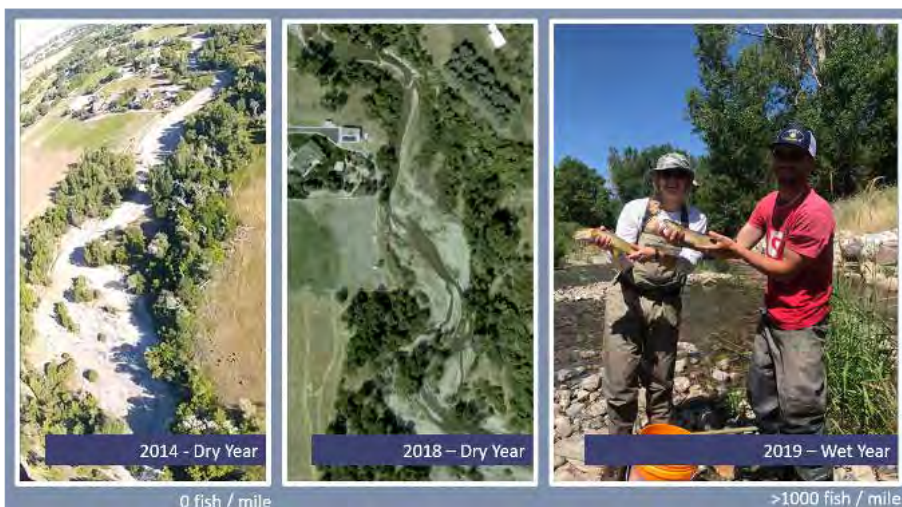 2014 - Dry Year
2018 – Dry Year
2019 – Wet Year
0 fish / mile
>1000 fish / mile